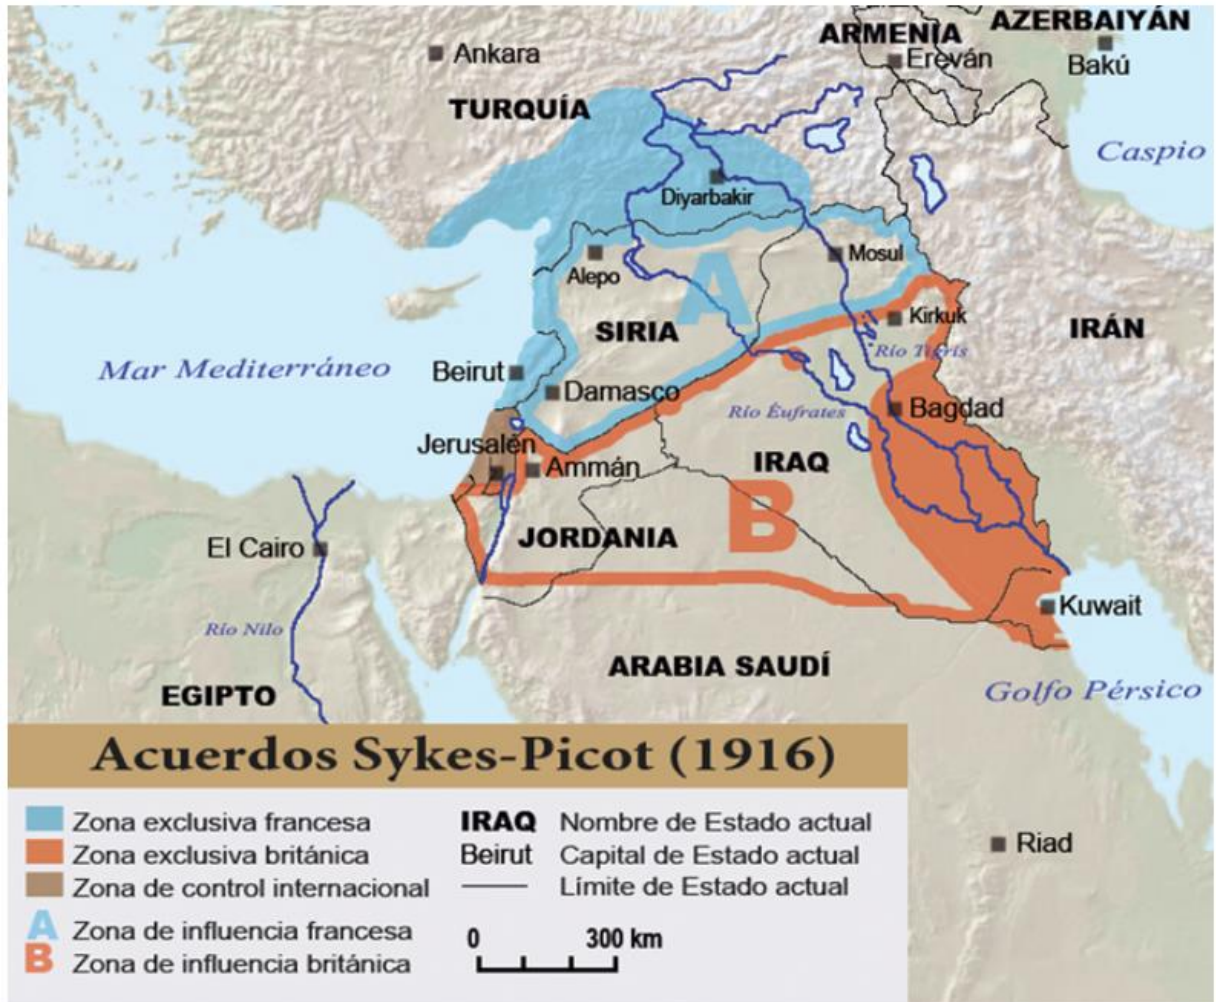 AZERBAIYÁN
ARMENIA
Ankara
Ereván
Bakú
TURQUÍA
Caspio
Diyarbakir
Mosul
Alepo
A
Kirkuk
SIRIA
IRÁN
Río Tigris
Mar Mediterráneo
Beirut
Damasco
Río Éufrates
Bagdad
Jerusalén
Ammán
IRAQ
B
JORDANIA
El Cairo
Kuwait
Río Nilo
ARABIA SAUDÍ
EGIPTO
Golfo Pérsico
Acuerdos Sykes-Picot (1916)
Zona exclusiva francesa
Zona exclusiva británica
Zona de control internacional
A Zona de influencia francesa
B Zona de influencia británica
IRAQ Nombre de Estado actual
Beirut Capital de Estado actual
Límite de Estado actual
0 300 km
Riad